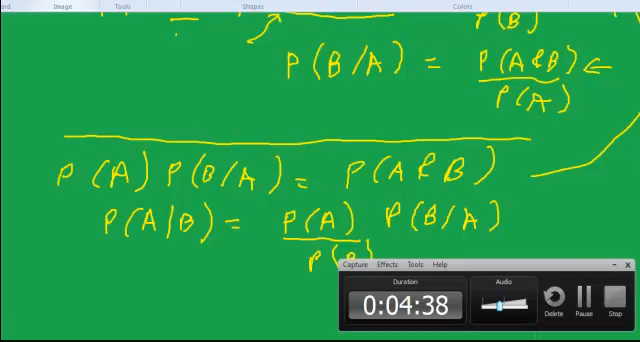 Image Tools Shapes Colors
P(B)
P(B/A) = P(A&B)
P(A)
P(A) P(B/A) = P(A&B)
P(A|B) = P(A) P(B/A)
Capture Effects Tools Help
Duration
Audio
0:04:38
Delete Pause Stop